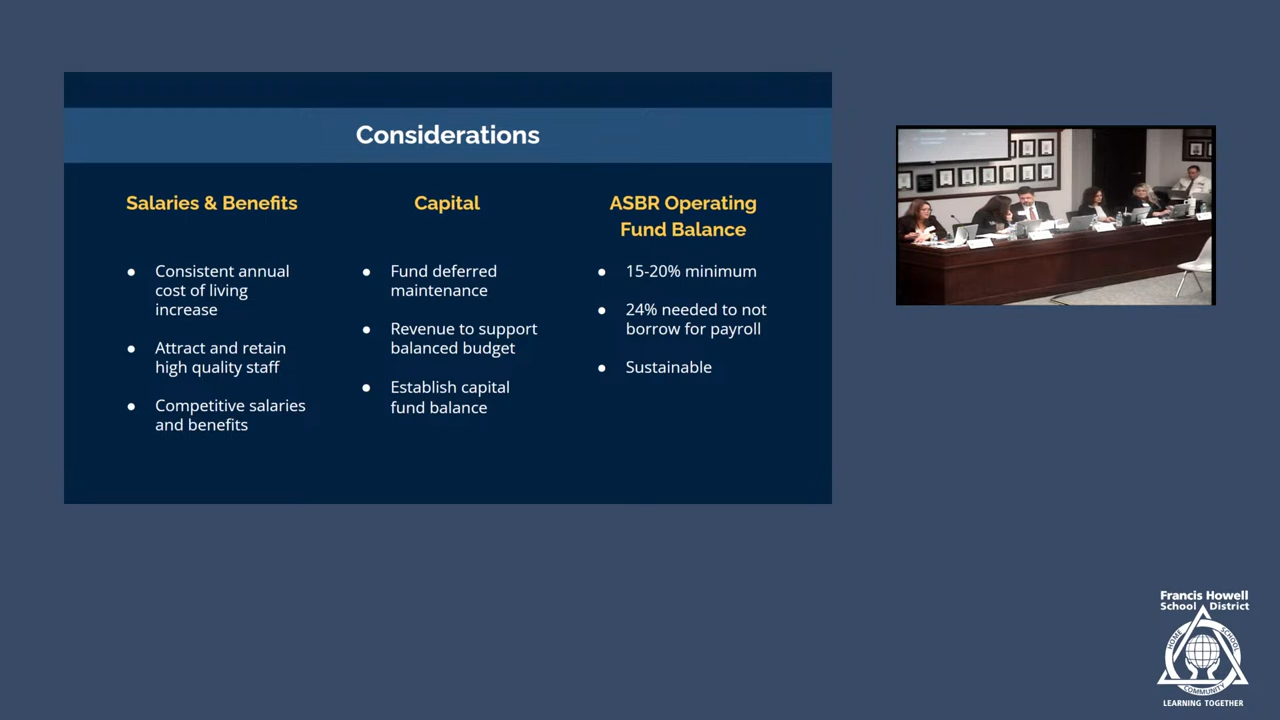 Considerations
Salaries & Benefits
Consistent annual
cost of living
increase
Attract and retain
high quality staff
Competitive salaries
and benefits
Capital
Fund deferred
maintenance
Revenue to support
balanced budget
Establish capital
fund balance
ASBR Operating
Fund Balance
15-20% minimum
24% needed to not
borrow for payroll
Sustainable
Francis Howell
School District
HOME
SCHOOL
COMMUNITY
LEARNING TOGETHER